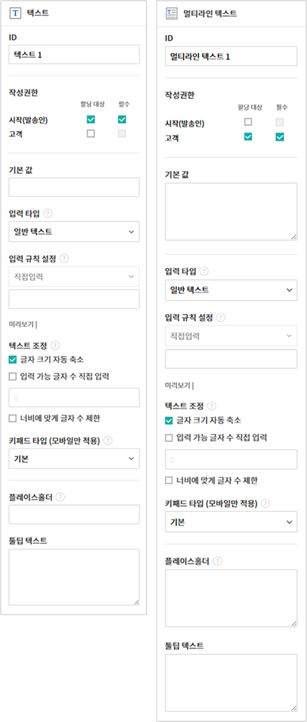 텍스트
ID
텍스트 1
작성권한
할당 대상 필수
시작(발송인)
고객
기본 값
입력 타입 ?
일반 텍스트
입력 규칙 설정 ?
직접입력
미리보기 |
텍스트 조정 ?
글자 크기 자동 축소
입력 가능 글자 수 직접 입력
0
너비에 맞게 글자 수 제한
키패드 타입 (모바일만 적용) ?
기본
플레이스홀더 ?
툴팁 텍스트
멀티라인 텍스트
ID
멀티라인 텍스트 1
작성권한
할당 대상 필수
시작(발송인)
고객
기본 값
입력 타입 ?
일반 텍스트
입력 규칙 설정 ?
직접입력
미리보기 |
텍스트 조정 ?
글자 크기 자동 축소
입력 가능 글자 수 직접 입력
0
너비에 맞게 글자 수 제한
키패드 타입 (모바일만 적용) ?
기본
플레이스홀더 ?
툴팁 텍스트